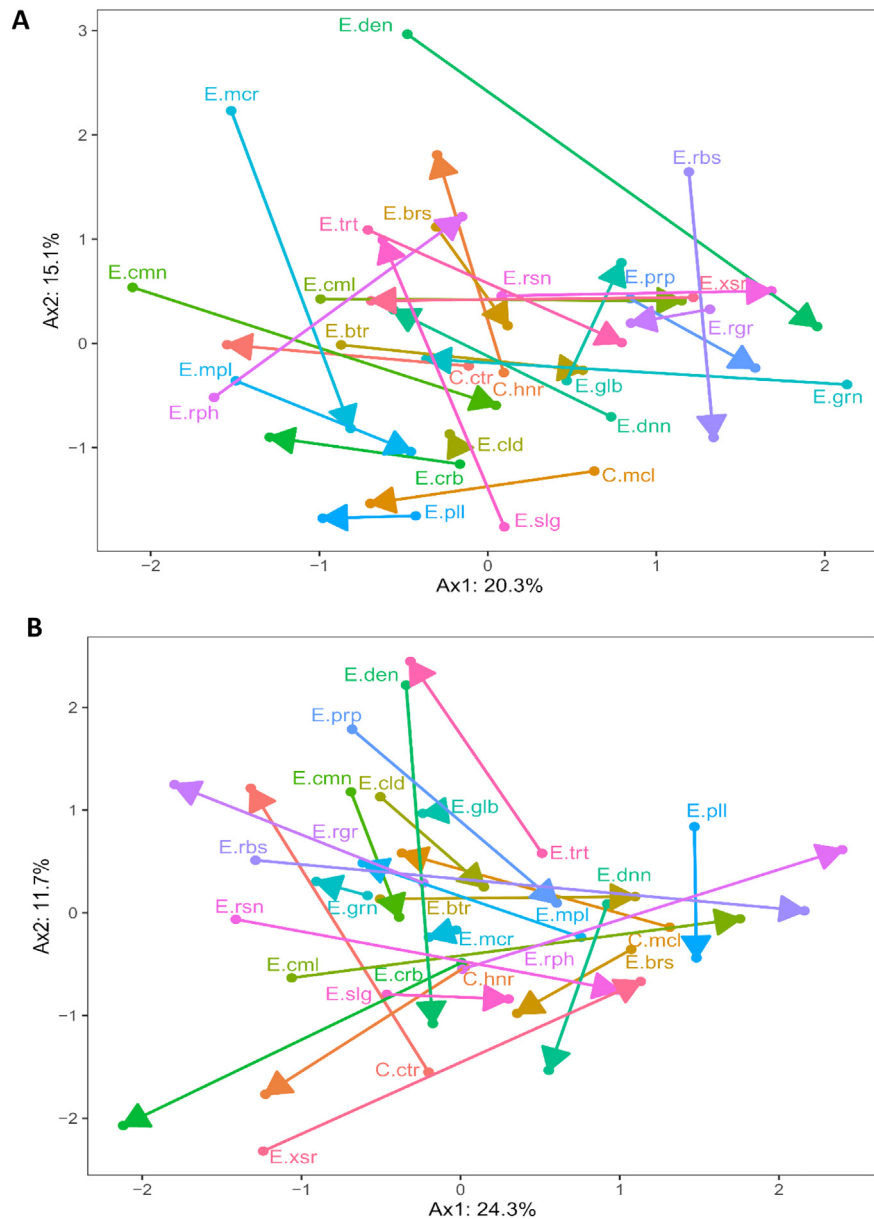 A
E.den
3
E.mcr
E.rbs
2
E.brs
E.trt
E.cmn
E.cml
E.rsn
E.prp
E.xsr
E.btr
E.rgr
0
1
E.mpl
C.ctr
C.hnr
E.glb
E.grn
E.rph
E.dnn
E.cld
−1
E.crb
C.mcl
E.pll
E.slg
Ax2: 15.1%
−2
−1
0
1
2
Ax1: 20.3%
B
E.den
2
E.prp
E.cmn
E.cld
1
E.glb
E.pll
E.rgr
E.rbs
E.trt
E.dnn
E.grn
E.btr
E.rsn
E.mpl
0
E.mcr
C.mcl
E.cml
E.crb
E.rph
E.brs
C.hnr
E.slg
−1
C.ctr
−2
E.xsr
Ax2: 11.7%
−2
−1
0
1
2
Ax1: 24.3%